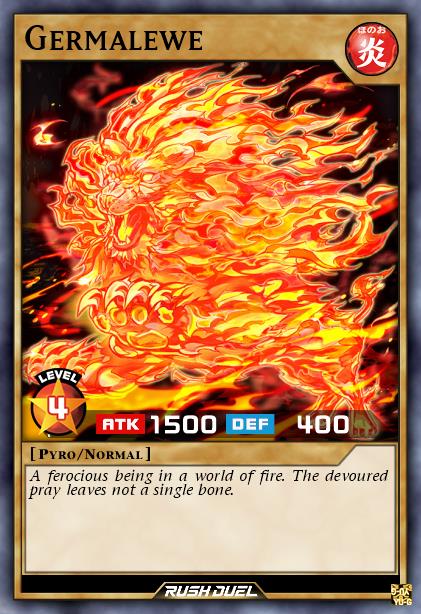 Germalewe
ほのお
炎
LEVEL
4
ATK 1500 DEF 400
[Pyro/Normal]
A ferocious being in a world of fire. The devoured
pray leaves not a single bone.
RUSH DUEL